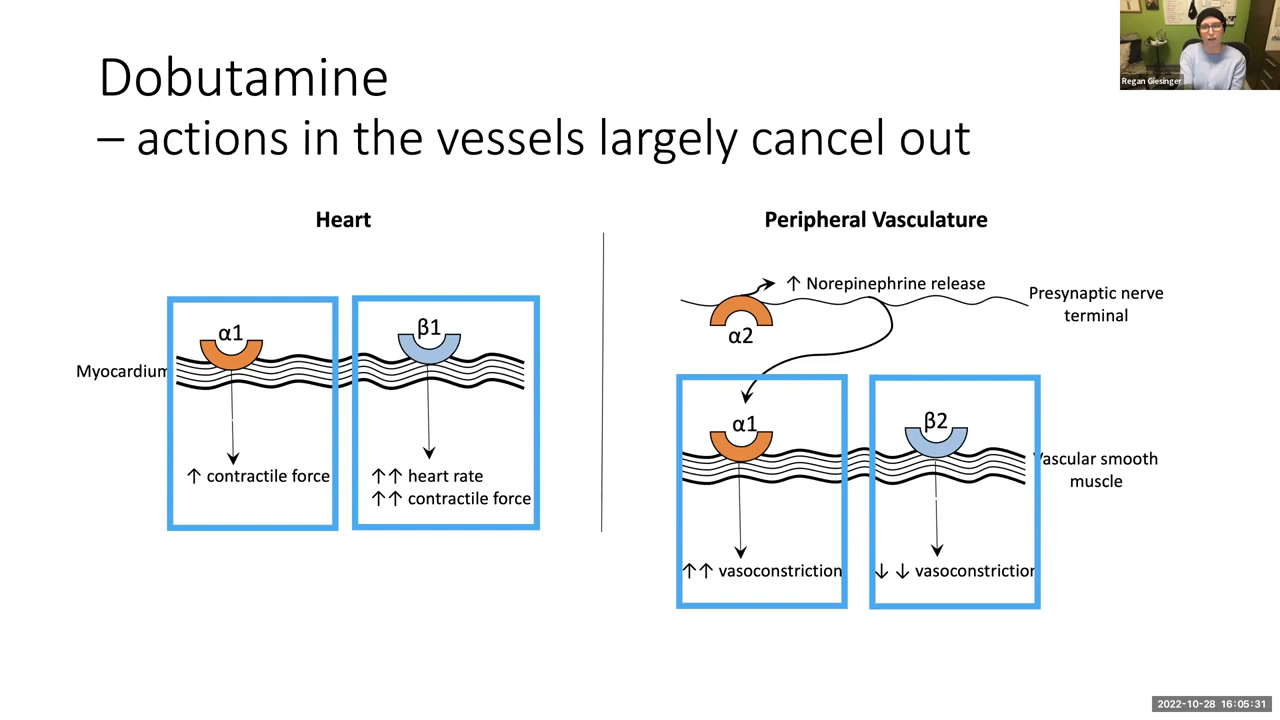 Dobutamine
– actions in the vessels largely cancel out
Regan Giesinger
Heart
Peripheral Vasculature
α1
β1
Myocardium
↑ contractile force
↑↑ heart rate
↑↑ contractile force
↑ Norepinephrine release
α2
Presynaptic nerve
terminal
α1
β2
Vascular smooth
muscle
↑↑ vasoconstriction
↓ ↓ vasoconstriction
2022-10-28 16:05:31